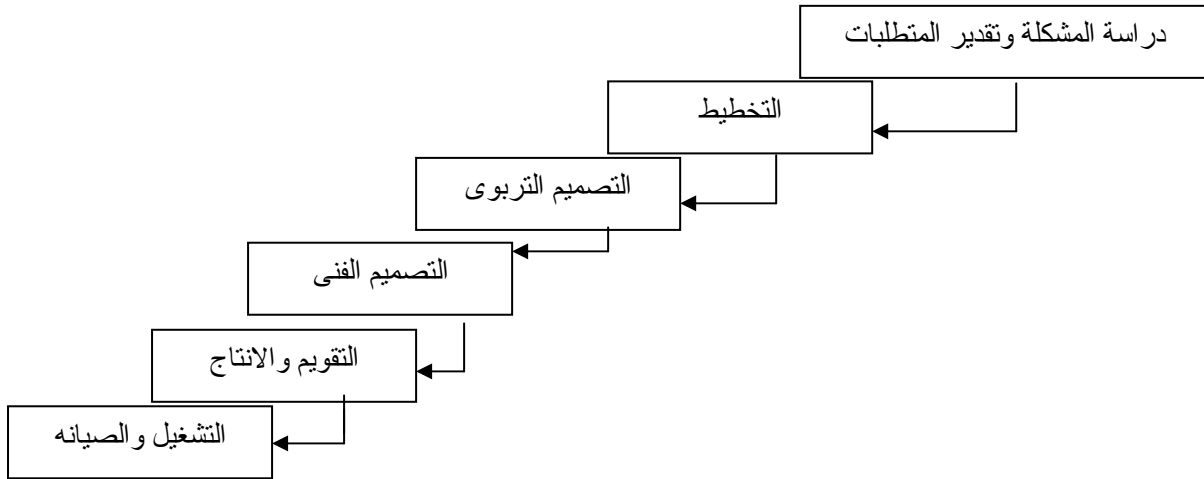 دراسة المشكلة وتقدير المتطلبات
التخطيط
التصميم التربوى
التصميم الفنى
التقويم والانتاج
التشغيل والصيانه